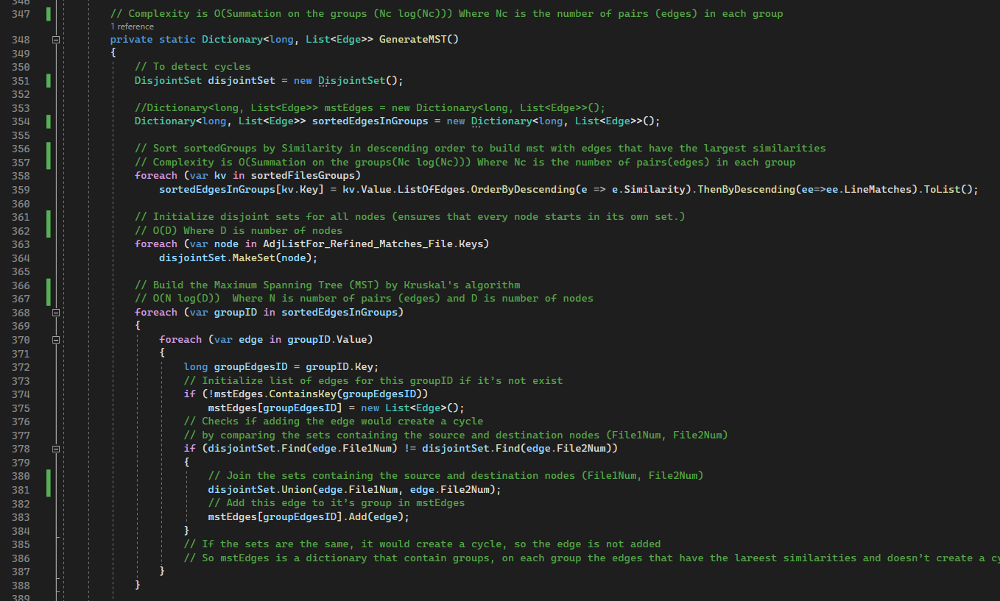 346
347 // Complexity is O(Summation on the groups (Nc log(Nc))) Where Nc is the number of pairs (edges) in each group
1 reference
348 private static Dictionary<long, List<Edge>> GenerateMST()
349 {
350 // To detect cycles
351 DisjointSet disjointSet = new DisjointSet();
352
353 //Dictionary<long, List<Edge>> mstEdges = new Dictionary<long, List<Edge>>();
354 Dictionary<long, List<Edge>> sortedEdgesInGroups = new Dictionary<long, List<Edge>>();
355
356 // Sort sortedGroups by Similarity in descending order to build mst with edges that have the largest similarities
357 // Complexity is O(Summation on the groups(Nc log(Nc))) Where Nc is the number of pairs(edges) in each group
358 foreach (var kv in sortedFilesGroups)
359 sortedEdgesInGroups[kv.Key] = kv.Value.ListOfEdges.OrderByDescending(e => e.Similarity).ThenByDescending(ee=>ee.LineMatches).ToList();
360
361 // Initialize disjoint sets for all nodes (ensures that every node starts in its own set.)
362 // O(D) Where D is number of nodes
363 foreach (var node in AdjListFor_Refined_Matches_File.Keys)
364 disjointSet.MakeSet(node);
365
366 // Build the Maximum Spanning Tree (MST) by Kruskal's algorithm
367 // O(N log(D))  Where N is number of pairs (edges) and D is number of nodes
368 foreach (var groupID in sortedEdgesInGroups)
369 {
370 foreach (var edge in groupID.Value)
371 {
372 long groupEdgesID = groupID.Key;
373 // Initialize list of edges for this groupID if it's not exist
374 if (!mstEdges.ContainsKey(groupEdgesID))
375 mstEdges[groupEdgesID] = new List<Edge>();
376 // Checks if adding the edge would create a cycle
377 // by comparing the sets containing the source and destination nodes (File1Num, File2Num)
378 if (disjointSet.Find(edge.File1Num) != disjointSet.Find(edge.File2Num))
379 {
380 // Join the sets containing the source and destination nodes (File1Num, File2Num)
381 disjointSet.Union(edge.File1Num, edge.File2Num);
382 // Add this edge to it's group in mstEdges
383 mstEdges[groupEdgesID].Add(edge);
384 }
385 // If the sets are the same, it would create a cycle, so the edge is not added
386 // So mstEdges is a dictionary that contain groups, on each group the edges that have the lareest similarities and doesn't create a cy
387 }
388 }
389